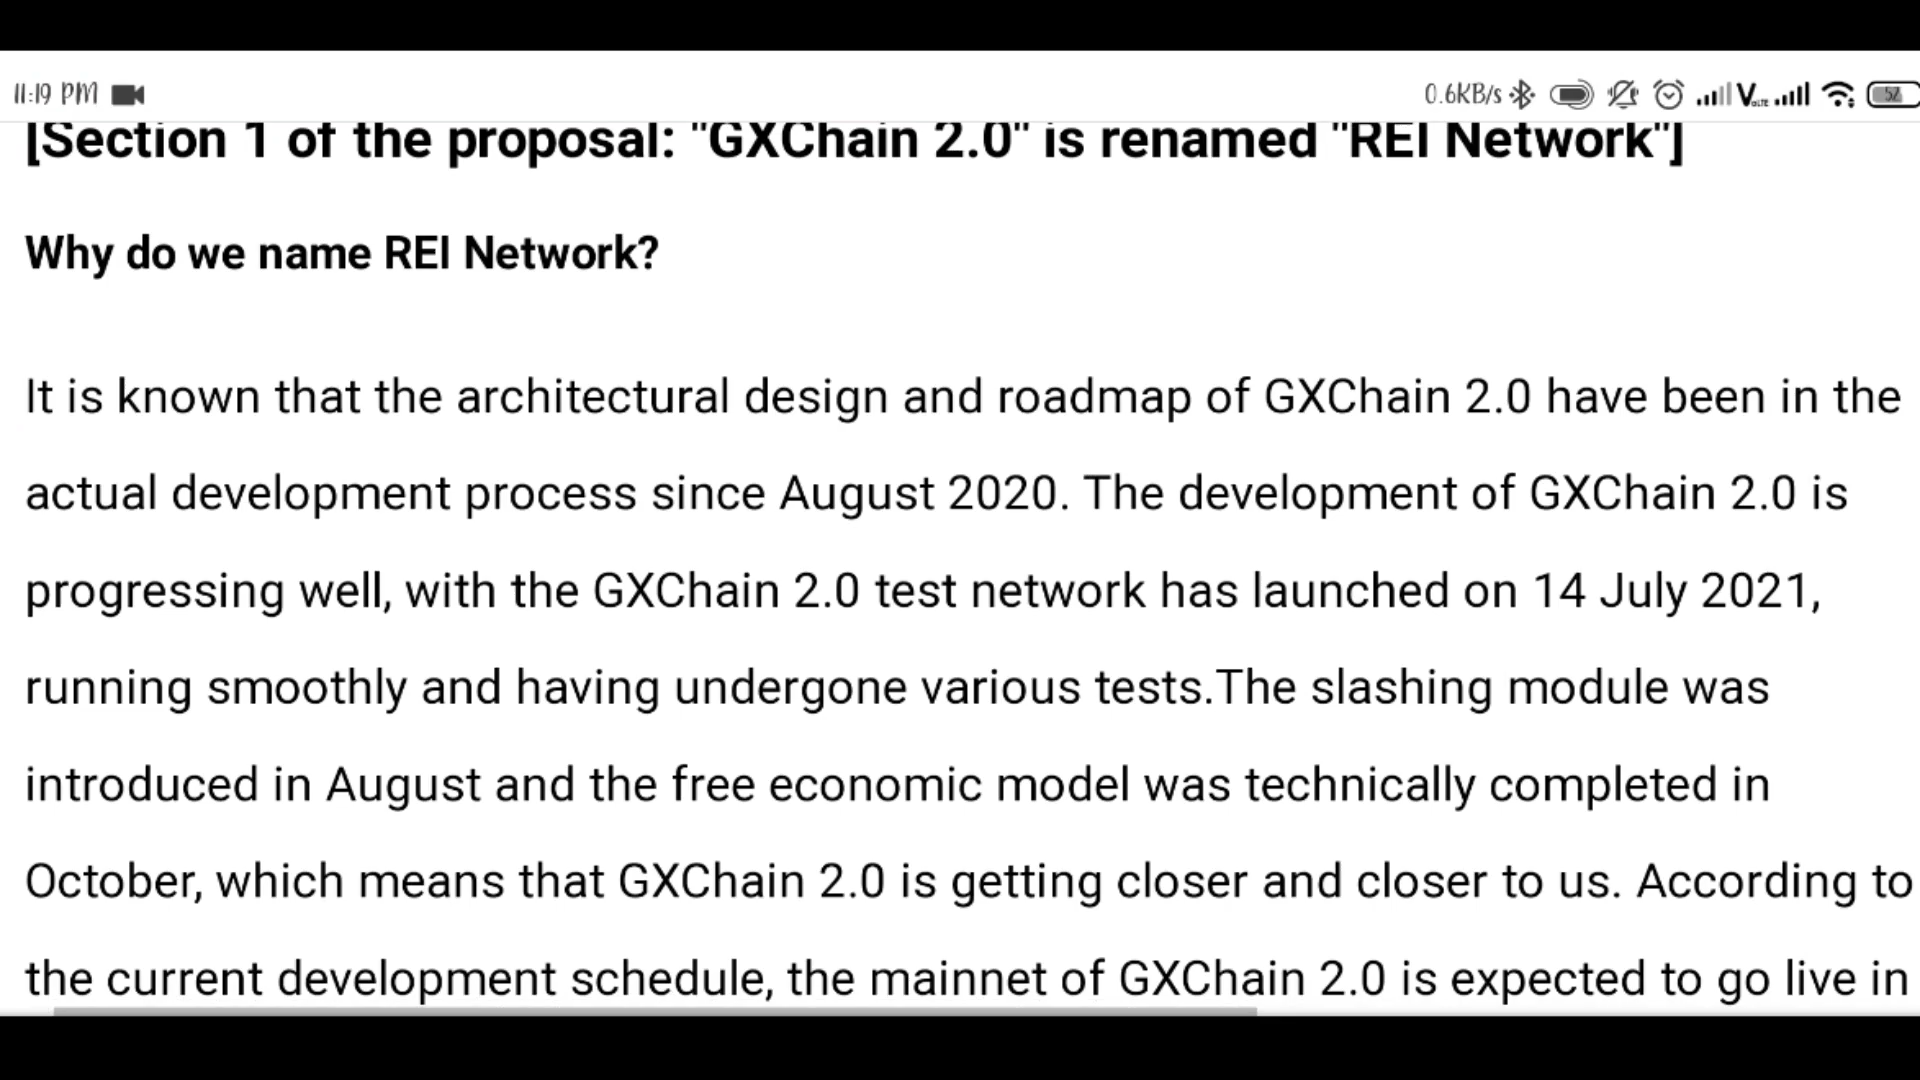 11:19 PM 0.6KB/s VoLTE 52
[Section 1 of the proposal: "GXChain 2.0" is renamed "REI Network"]
Why do we name REI Network?
It is known that the architectural design and roadmap of GXChain 2.0 have been in the
actual development process since August 2020. The development of GXChain 2.0 is
progressing well, with the GXChain 2.0 test network has launched on 14 July 2021,
running smoothly and having undergone various tests.The slashing module was
introduced in August and the free economic model was technically completed in
October, which means that GXChain 2.0 is getting closer and closer to us. According to
the current development schedule, the mainnet of GXChain 2.0 is expected to go live in